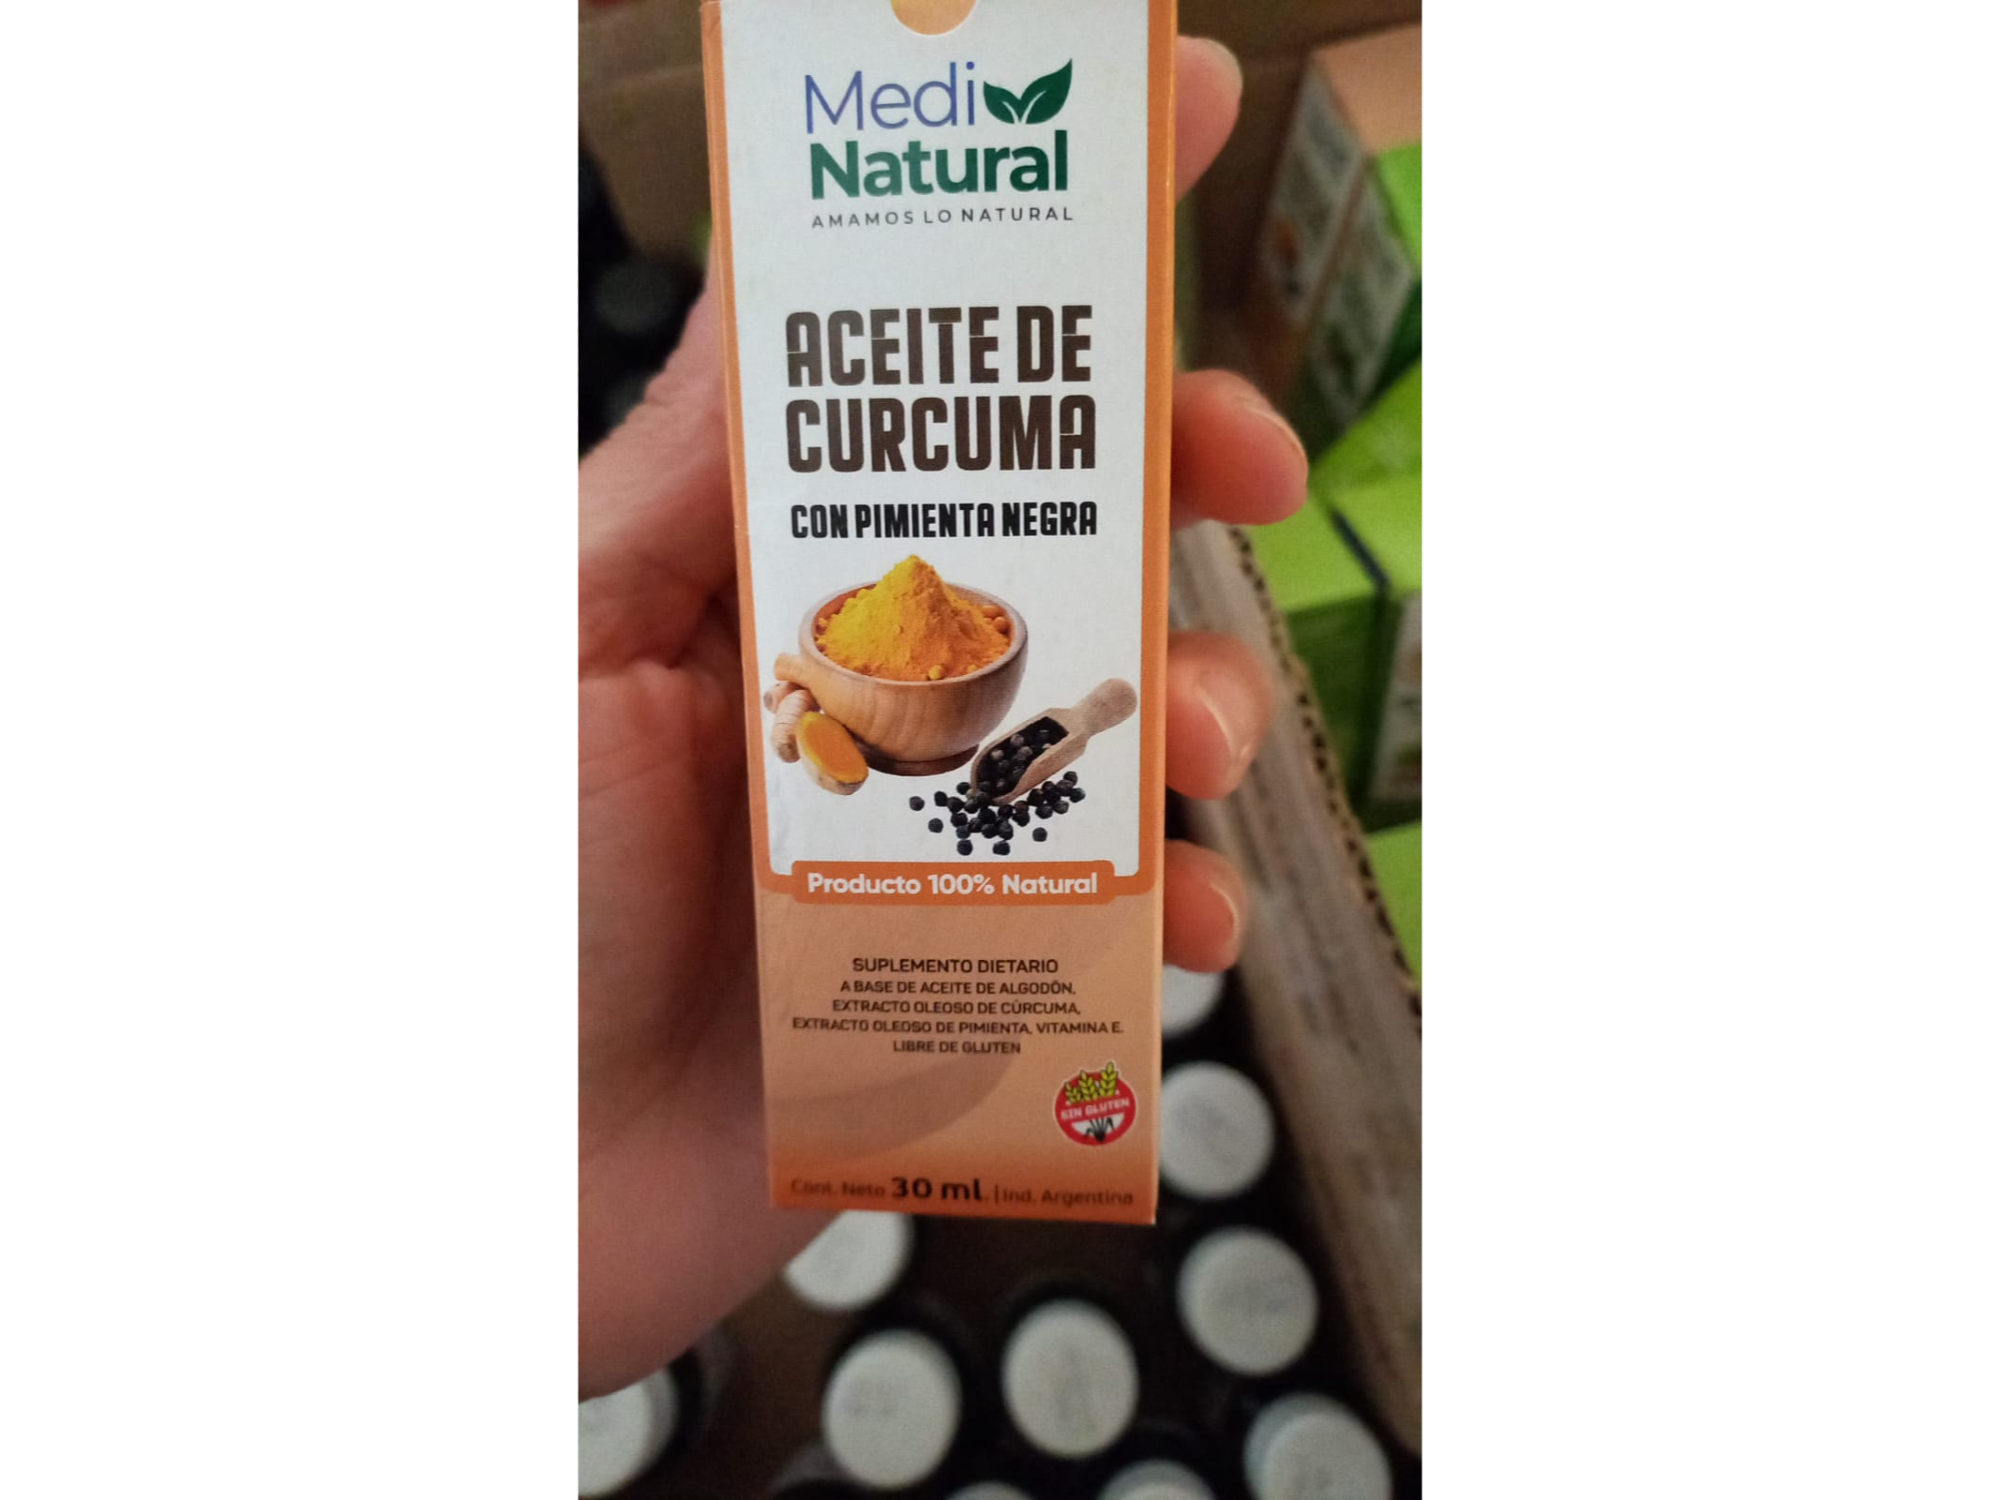 Medi
Natural
AMAMOS LO NATURAL
ACEITE DE
CURCUMA
CON PIMIENTA NEGRA
Producto 100% Natural
SUPLEMENTO DIETARIO
A BASE DE ACEITE DE ALGODÓN,
EXTRACTO OLEOSO DE CÚRCUMA,
EXTRACTO OLEOSO DE PIMIENTA, VITAMINA E.
LIBRE DE GLUTEN
SIN GLUTEN
Cont. Neto 30 ml. | Ind. Argentina